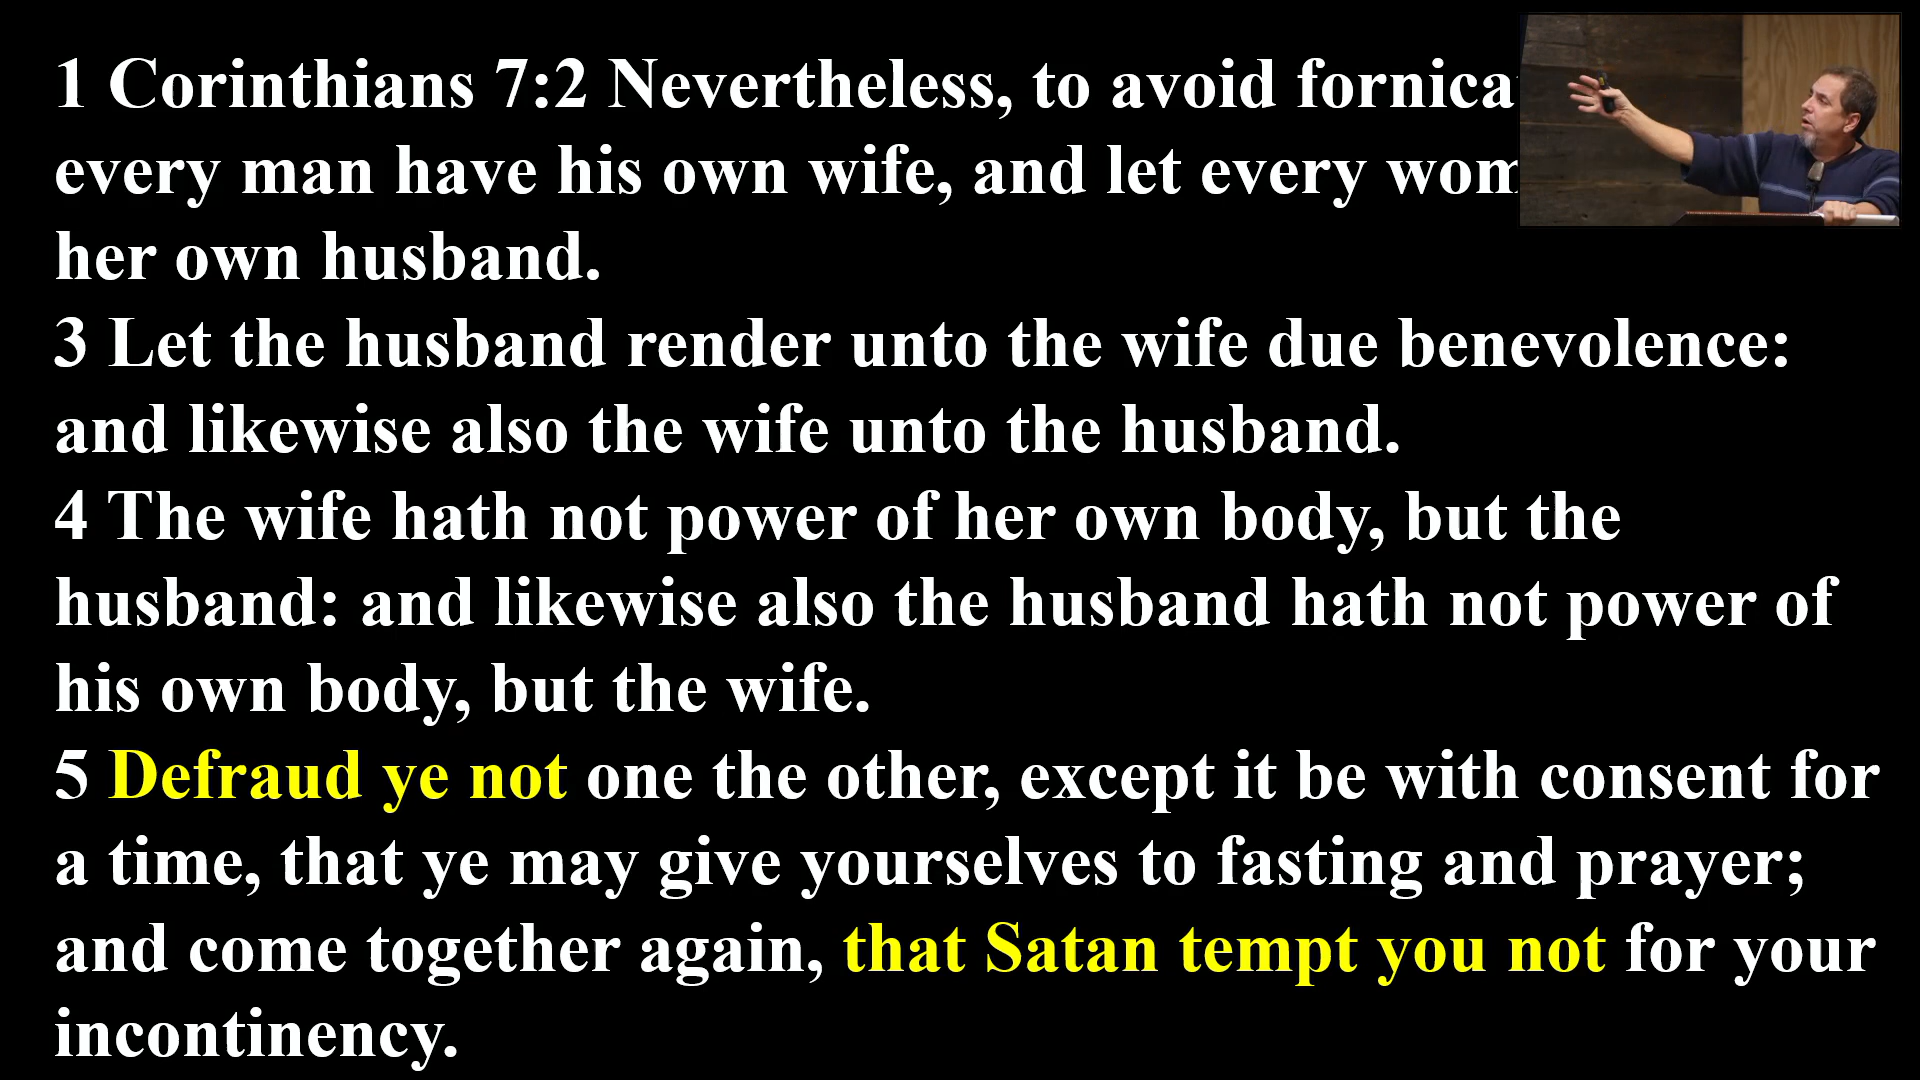 1 Corinthians 7:2 Nevertheless, to avoid
every man have his own wife, and let every
her own husband.
3 Let the husband render unto the wife due benevolence:
and likewise also the wife unto the husband.
4 The wife hath not power of her own body, but the
husband: and likewise also the husband hath not power of
his own body, but the wife.
5 Defraud ye not one the other, except it be with consent for
a time, that ye may give yourselves to fasting and prayer;
and come together again, that Satan tempt you not for your
incontinency.